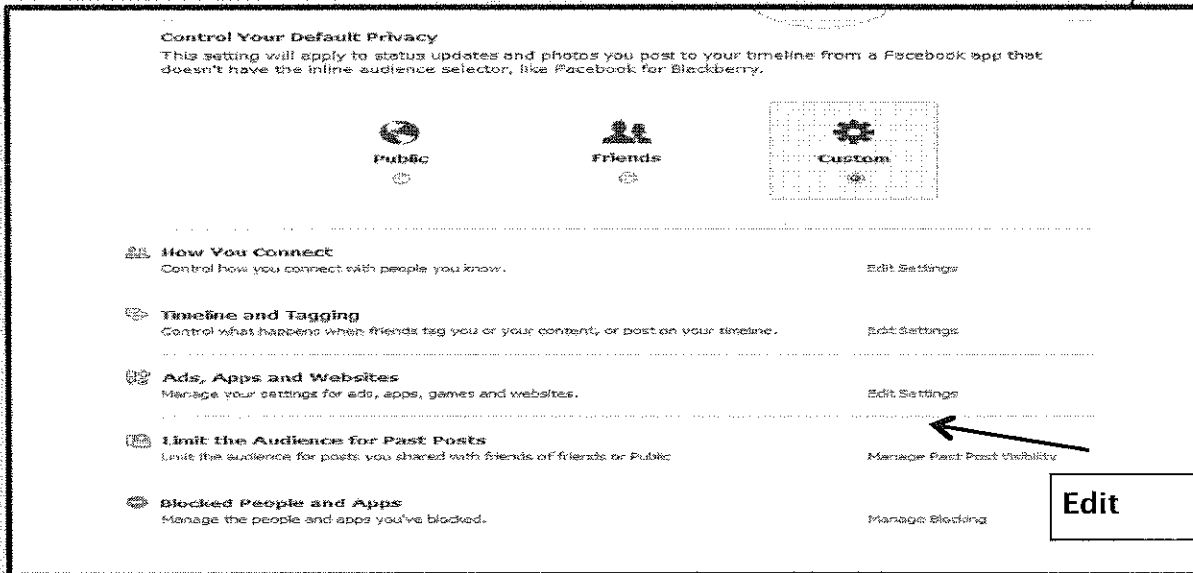 Control Your Default Privacy
This setting will apply to status updates and photos you post to your timeline from a Facebook app that
doesn't have the inline audience selector, like Facebook for Blackberry.
Public
Friends
Custom
How You Connect
Control how you connect with people you know.
Edit Settings
Timeline and Tagging
Control what happens when friends tag you or your content, or post on your timeline.
Edit Settings
Ads, Apps and Websites
Manage your settings for ads, apps, games and websites.
Edit Settings
Limit the Audience for Past Posts
Limit the audience for posts you shared with friends of friends or Public
Manage Past Post Visibility
Blocked People and Apps
Manage the people and apps you've blocked.
Manage Blocking
Edit